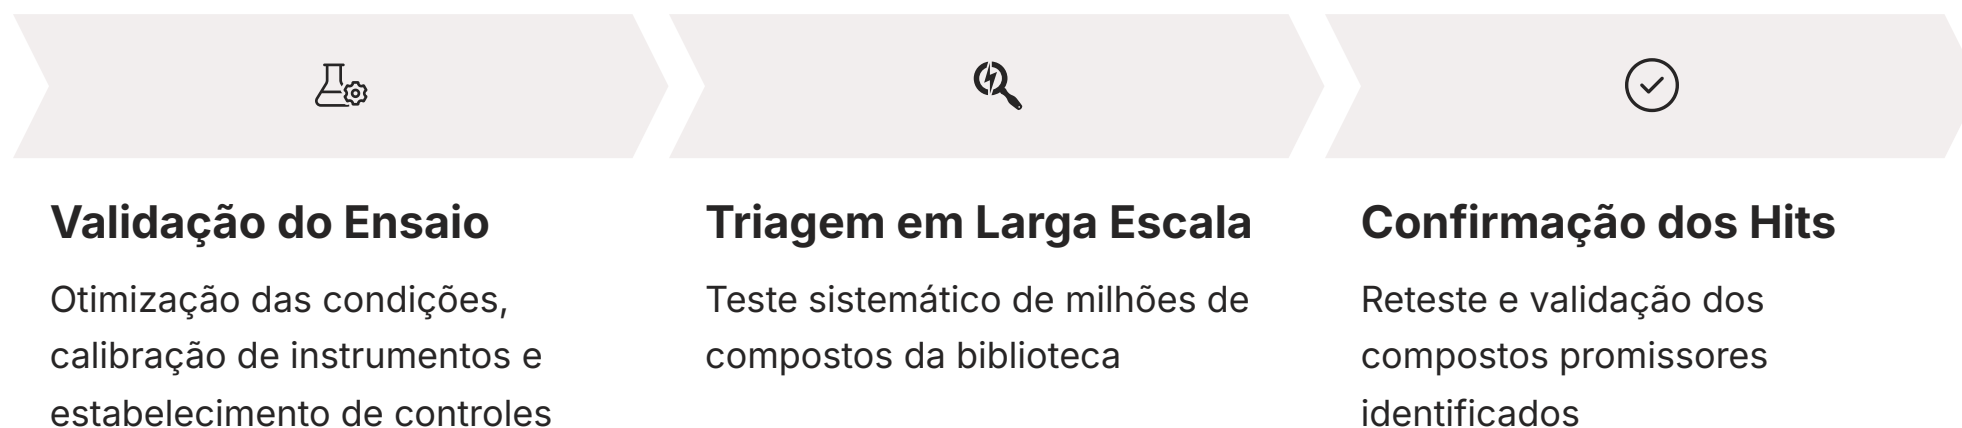 Validação do Ensaio
Otimização das condições,
calibração de instrumentos e
estabelecimento de controles
Triagem em Larga Escala
Teste sistemático de milhões de
compostos da biblioteca
Confirmação dos Hits
Reteste e validação dos
compostos promissores
identificados